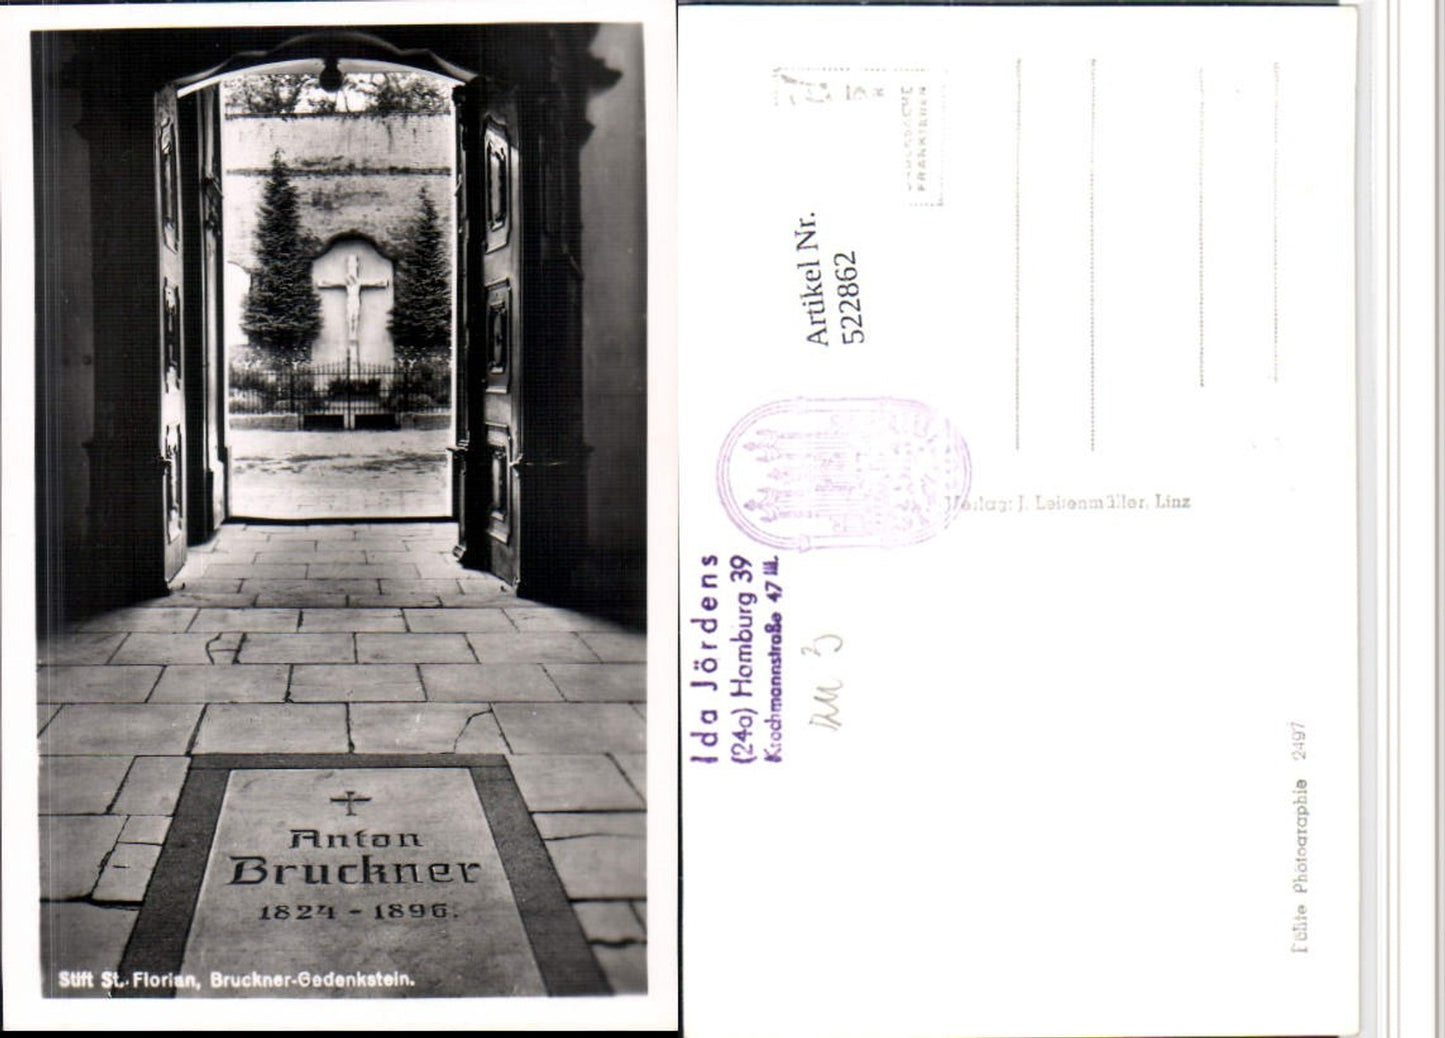 Anton
Bruckner
1824 - 1896.
Stift St. Florian, Bruckner-Gedenkstein.
FRANKIEREN
Artikel Nr.
522862
Verlag: J. Leitenmüller, Linz
Ida Jördens
(24a) Hamburg 39
Krochmannstraße 47 III.
Photographie 2497